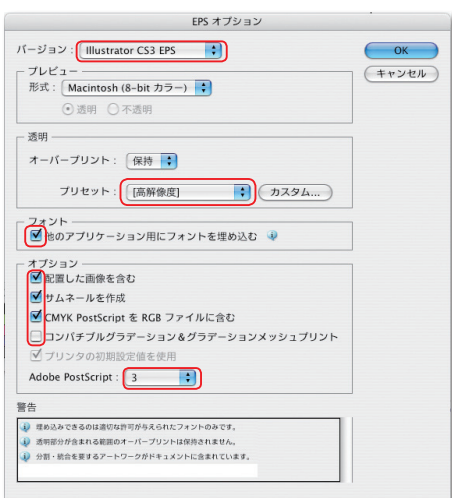 EPS オプション
バージョン： Illustrator CS3 EPS
OK
プレビュー
キャンセル
形式： Macintosh (8-bit カラー)
透明 不透明
透明
オーバープリント： 保持
プリセット： [高解像度] カスタム...
フォント
他のアプリケーション用にフォントを埋め込む
オプション
配置した画像を含む
サムネールを作成
CMYK PostScript を RGB ファイルに含む
コンパチブルグラデーション＆グラデーションメッシュプリント
プリンタの初期設定値を使用
Adobe PostScript： 3
警告
埋め込みできるのは適切な許可が与えられたフォントのみです。
透明部分が含まれる範囲のオーバープリントは保持されません。
分割・統合を要するアートワークがドキュメントに含まれています。